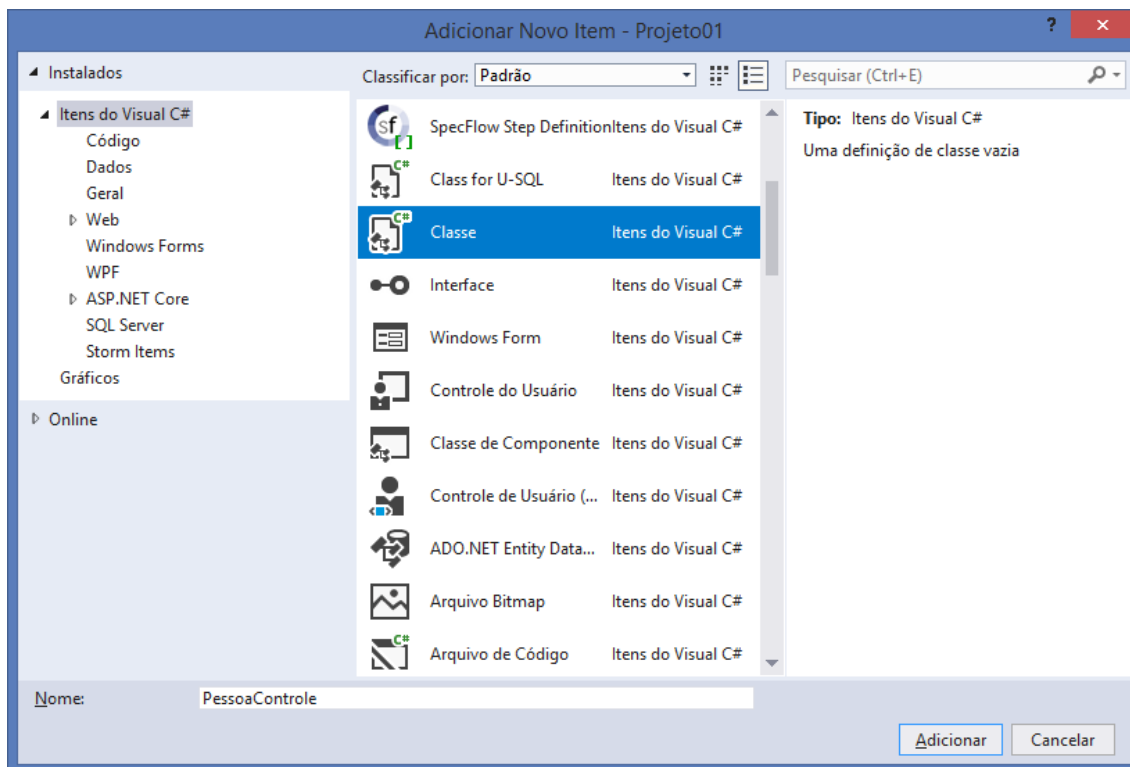 Adicionar Novo Item - Projeto01
?
Instalados
Itens do Visual C#
Código
Dados
Geral
Web
Windows Forms
WPF
ASP.NET Core
SQL Server
Storm Items
Gráficos
Online
Classificar por: Padrão
SpecFlow Step Definition Itens do Visual C#
Class for U-SQL Itens do Visual C#
Classe Itens do Visual C#
Interface Itens do Visual C#
Windows Form Itens do Visual C#
Controle do Usuário Itens do Visual C#
Classe de Componente Itens do Visual C#
Controle de Usuário (... Itens do Visual C#
ADO.NET Entity Data... Itens do Visual C#
Arquivo Bitmap Itens do Visual C#
Arquivo de Código Itens do Visual C#
Pesquisar (Ctrl+E)
Tipo: Itens do Visual C#
Uma definição de classe vazia
Nome: PessoaControle
Adicionar Cancelar